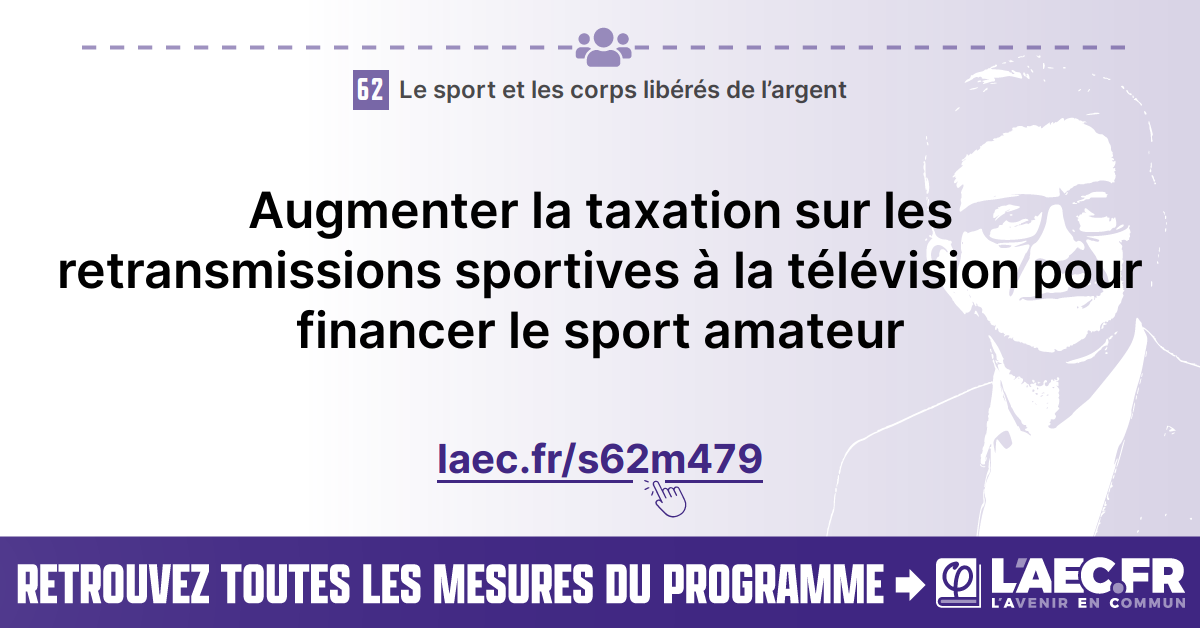 62 Le sport et les corps libérés de l’argent
Augmenter la taxation sur les
retransmissions sportives à la télévision pour
financer le sport amateur
laec.fr/s62m479
RETROUVEZ TOUTES LES MESURES DU PROGRAMME
L'AEC.FR
L'AVENIR EN COMMUN